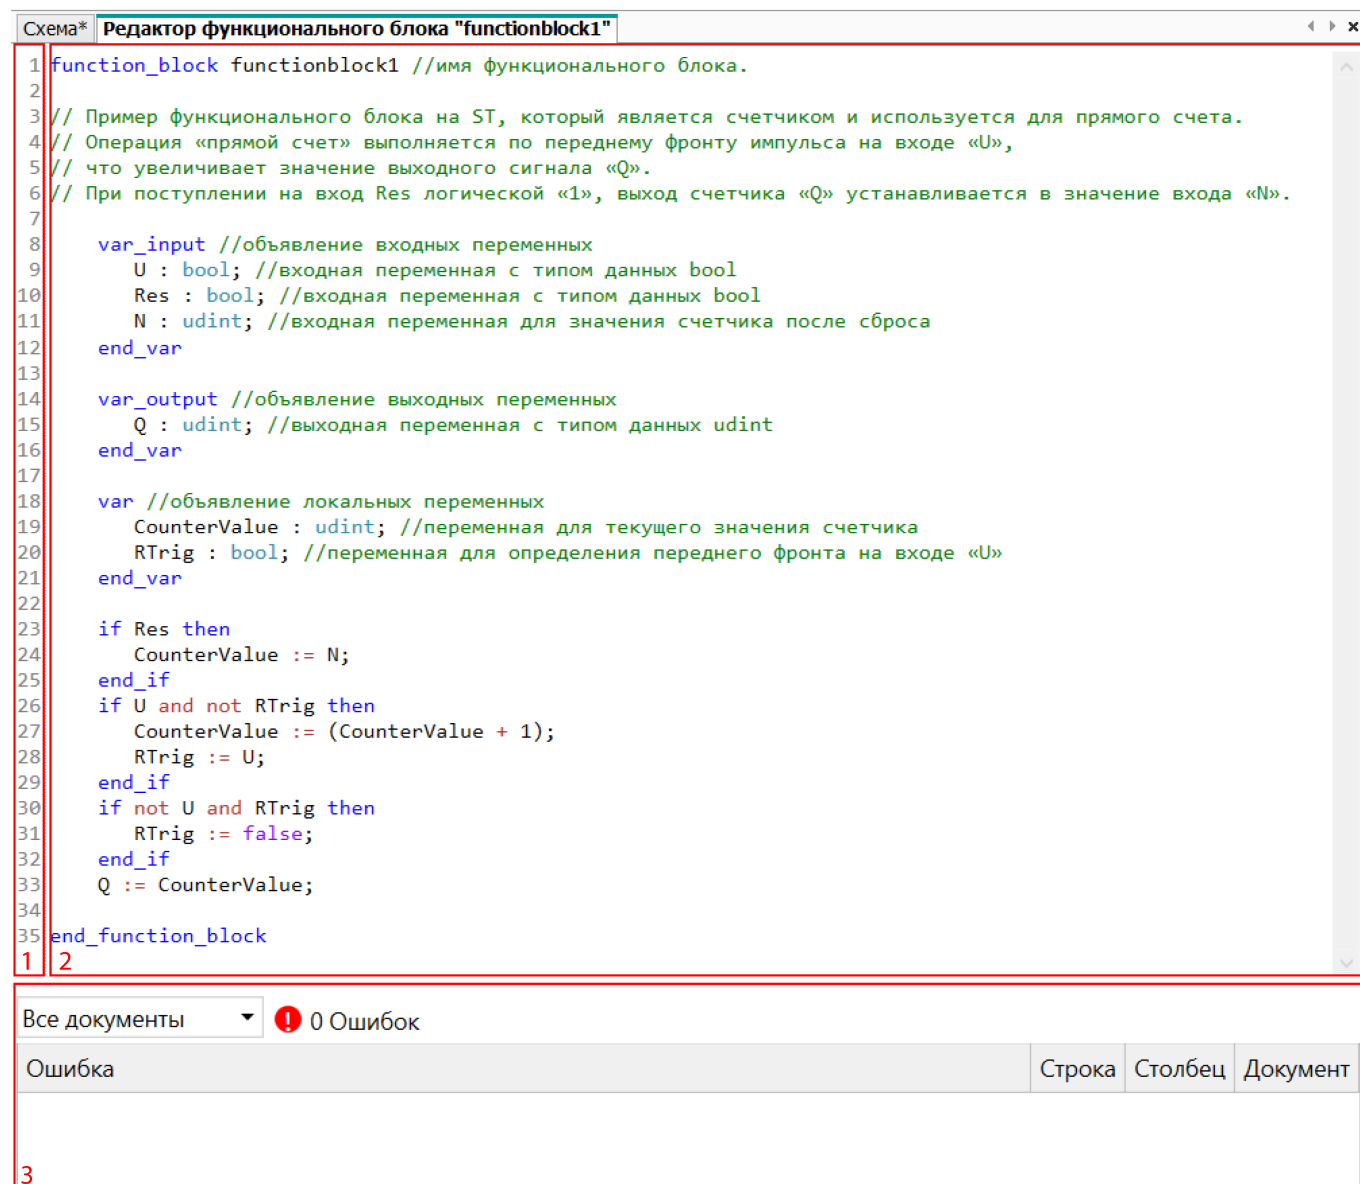 Схема* Редактор функционального блока "functionblock1"
1 function_block functionblock1 //имя функционального блока.
2
3 // Пример функционального блока на ST, который является счетчиком и используется для прямого счета.
4 // Операция «прямой счет» выполняется по переднему фронту импульса на входе «U»,
5 // что увеличивает значение выходного сигнала «Q».
6 // При поступлении на вход Res логической «1», выход счетчика «Q» устанавливается в значение входа «N».
7
8 var_input //объявление входных переменных
9 U : bool; //входная переменная с типом данных bool
10 Res : bool; //входная переменная с типом данных bool
11 N : udint; //входная переменная для значения счетчика после сброса
12 end_var
13
14 var_output //объявление выходных переменных
15 Q : udint; //выходная переменная с типом данных udint
16 end_var
17
18 var //объявление локальных переменных
19 CounterValue : udint; //переменная для текущего значения счетчика
20 RTrig : bool; //переменная для определения переднего фронта на входе «U»
21 end_var
22
23 if Res then
24 CounterValue := N;
25 end_if
26 if U and not RTrig then
27 CounterValue := (CounterValue + 1);
28 RTrig := U;
29 end_if
30 if not U and RTrig then
31 RTrig := false;
32 end_if
33 Q := CounterValue;
34
35 end_function_block
1 2
Все документы 0 Ошибок
Ошибка Строка Столбец Документ
3